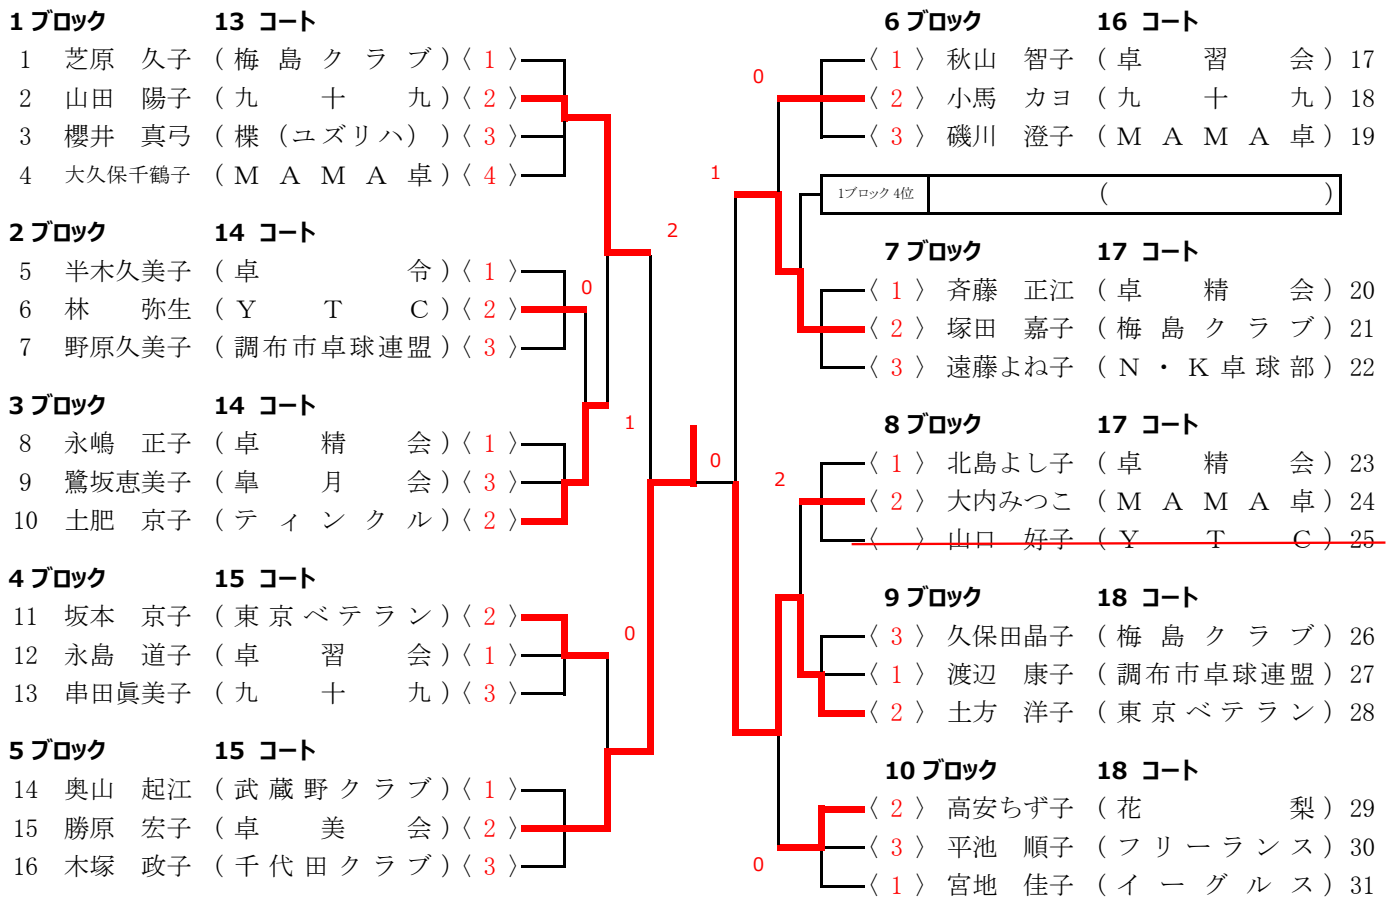 1 ブロック 13 コート
1 芝原 久子 (梅島クラブ) 〈 1 〉
2 山田 陽子 (九十九) 〈 2 〉
3 櫻井 真弓 (楪(ユズリハ)) 〈 3 〉
4 大久保千鶴子 (MAMA卓) 〈 4 〉
2 ブロック 14 コート
5 半木久美子 (卓令) 〈 1 〉
6 林 弥生 (YTC) 〈 2 〉
7 野原久美子 (調布市卓球連盟) 〈 3 〉
3 ブロック 14 コート
8 永嶋 正子 (卓精会) 〈 1 〉
9 鷺坂恵美子 (皐月会) 〈 3 〉
10 土肥 京子 (ティンクル) 〈 2 〉
4 ブロック 15 コート
11 坂本 京子 (東京ベテラン) 〈 2 〉
12 永島 道子 (卓習会) 〈 1 〉
13 串田眞美子 (九十九) 〈 3 〉
5 ブロック 15 コート
14 奥山 起江 (武蔵野クラブ) 〈 1 〉
15 勝原 宏子 (卓美会) 〈 2 〉
16 木塚 政子 (千代田クラブ) 〈 3 〉
2
0
1
0
0
0
1
2
0
6 ブロック 16 コート
〈 1 〉 秋山 智子 (卓習会) 17
〈 2 〉 小馬 カヨ (九十九) 18
〈 3 〉 磯川 澄子 (MAMA卓) 19
1ブロック 4位 ( )
7 ブロック 17 コート
〈 1 〉 斉藤 正江 (卓精会) 20
〈 2 〉 塚田 嘉子 (梅島クラブ) 21
〈 3 〉 遠藤よね子 (N・K卓球部) 22
8 ブロック 17 コート
〈 1 〉 北島よし子 (卓精会) 23
〈 2 〉 大内みつこ (MAMA卓) 24
〈 〉 山口 好子 (YTC) 25
9 ブロック 18 コート
〈 3 〉 久保田晶子 (梅島クラブ) 26
〈 1 〉 渡辺 康子 (調布市卓球連盟) 27
〈 2 〉 土方 洋子 (東京ベテラン) 28
10 ブロック 18 コート
〈 2 〉 高安ちず子 (花梨) 29
〈 3 〉 平池 順子 (フリーランス) 30
〈 1 〉 宮地 佳子 (イーグルス) 31